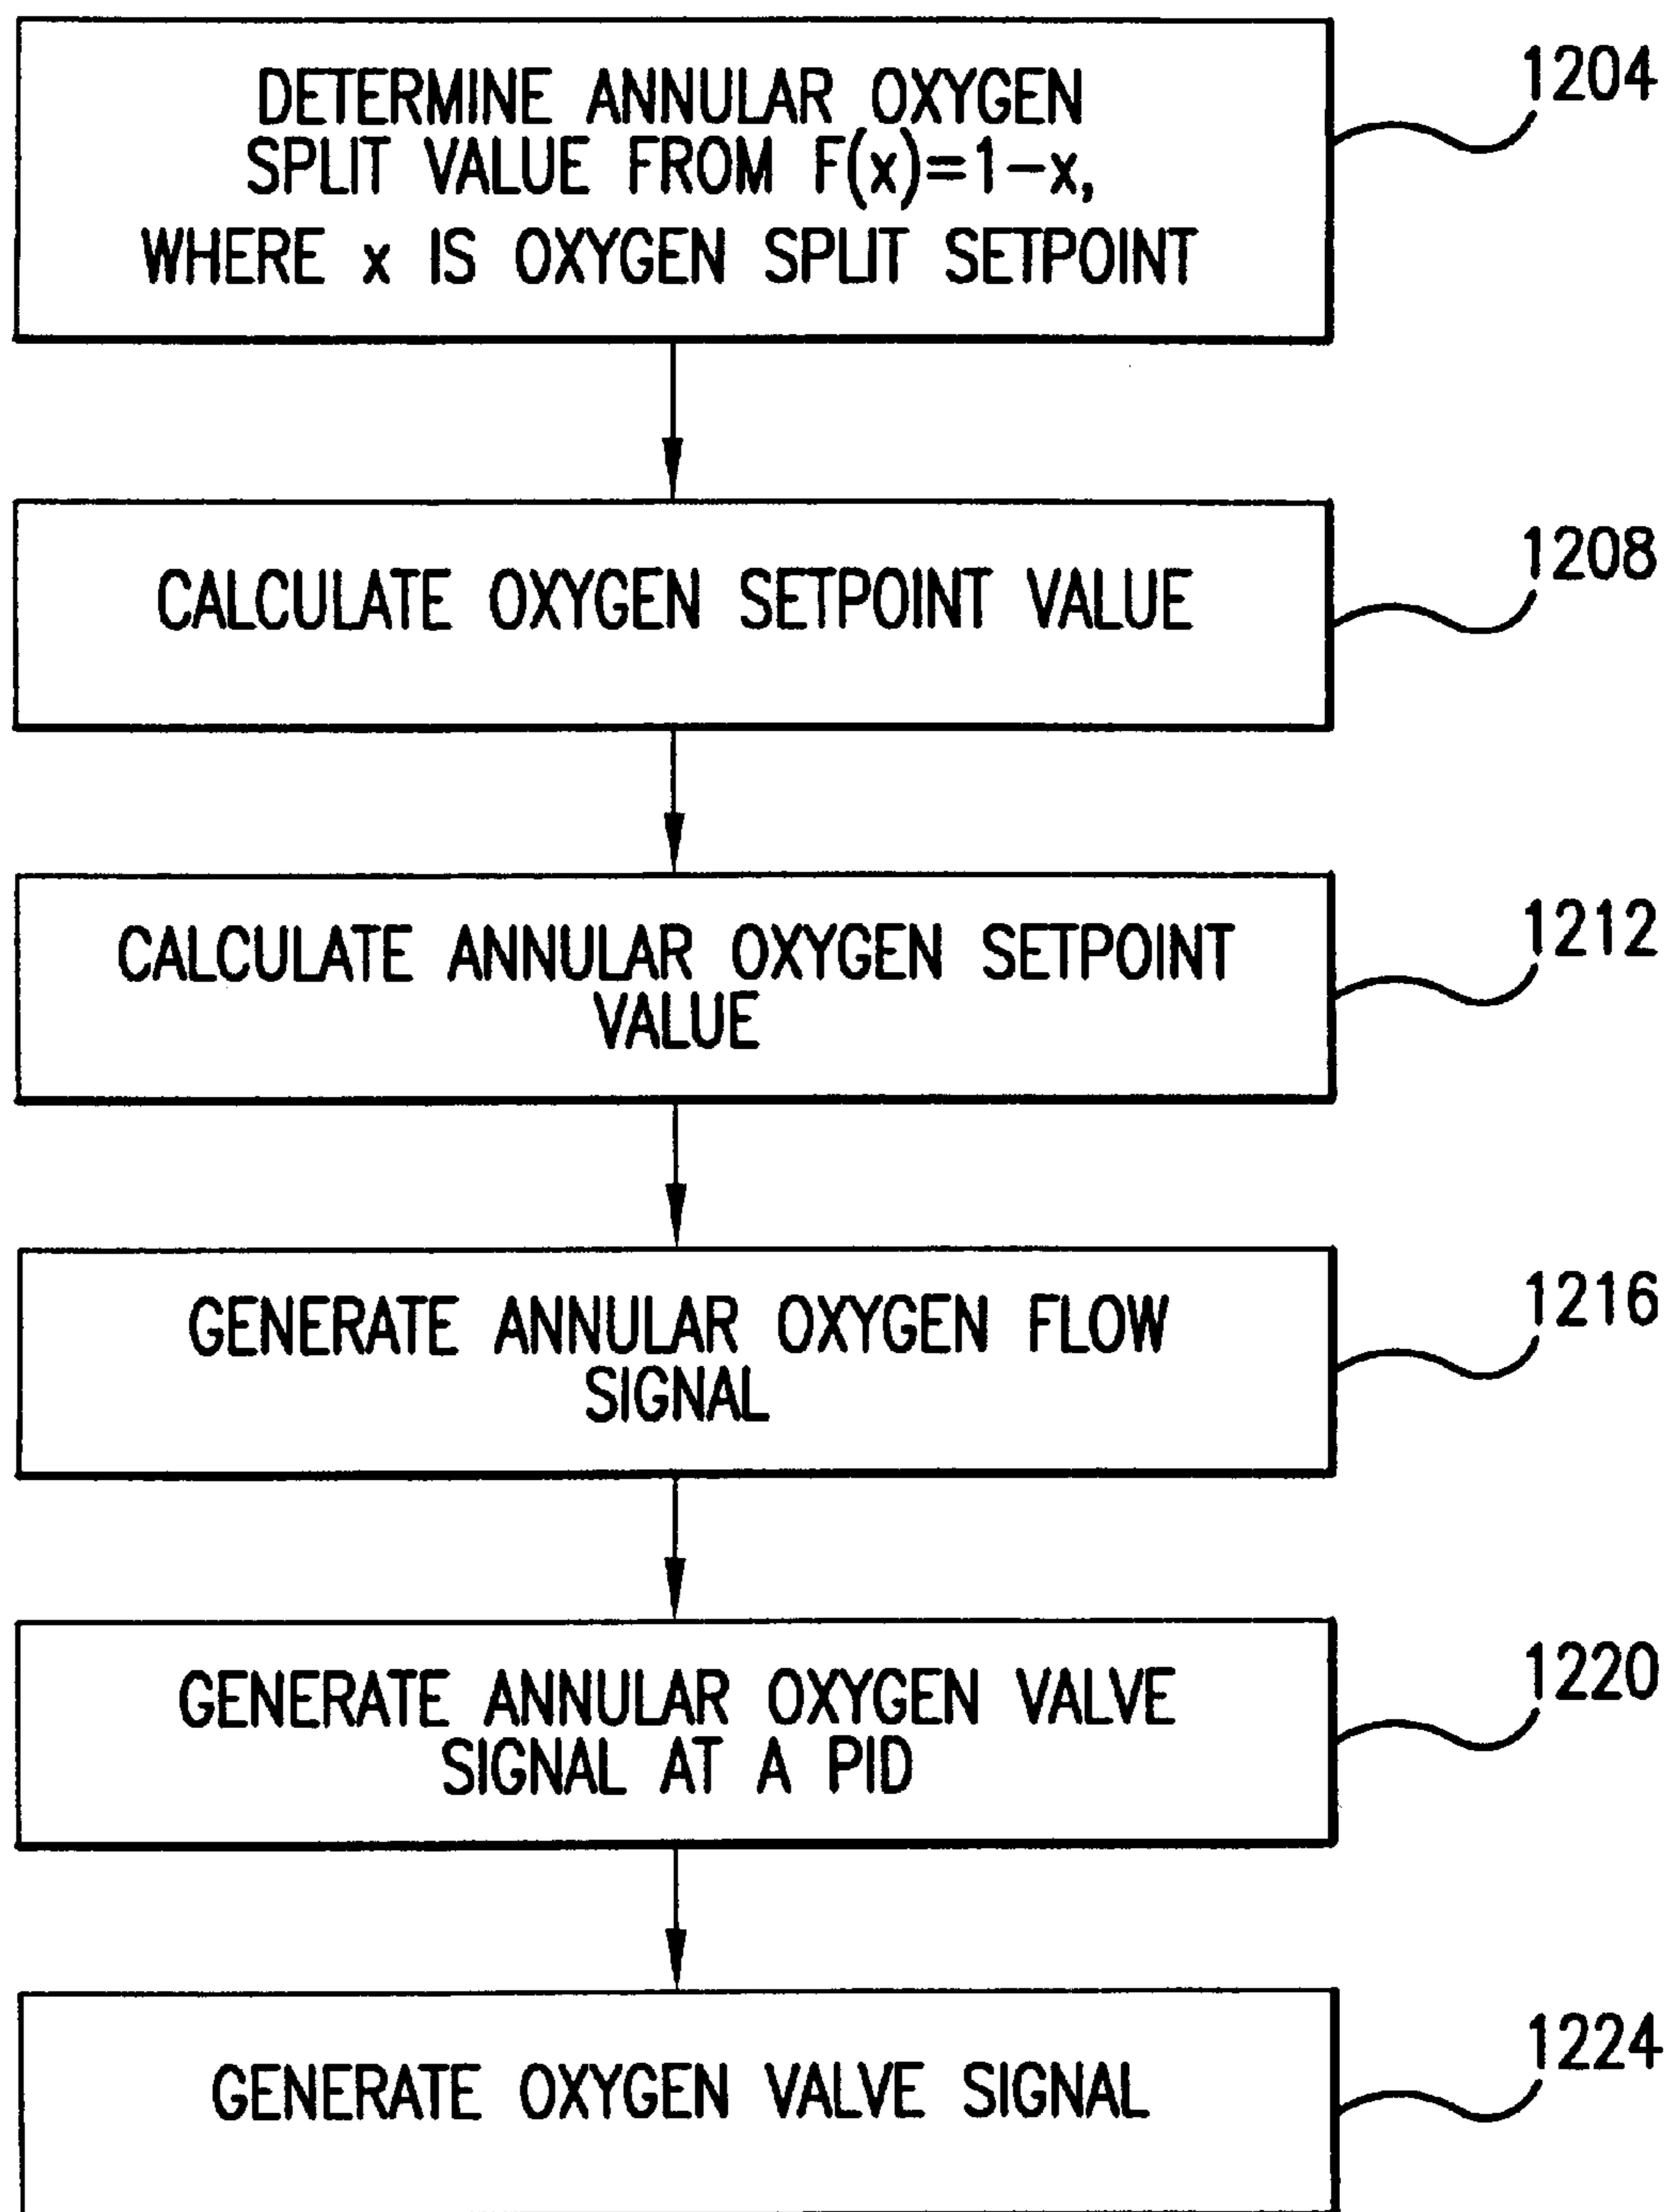 DETERMINE ANNULAR OXYGEN
SPLIT VALUE FROM F(x)=1-x,
WHERE x IS OXYGEN SPLIT SETPOINT
1204
CALCULATE OXYGEN SETPOINT VALUE
1208
CALCULATE ANNULAR OXYGEN SETPOINT
VALUE
1212
GENERATE ANNULAR OXYGEN FLOW
SIGNAL
1216
GENERATE ANNULAR OXYGEN VALVE
SIGNAL AT A PID
1220
GENERATE OXYGEN VALVE SIGNAL
1224